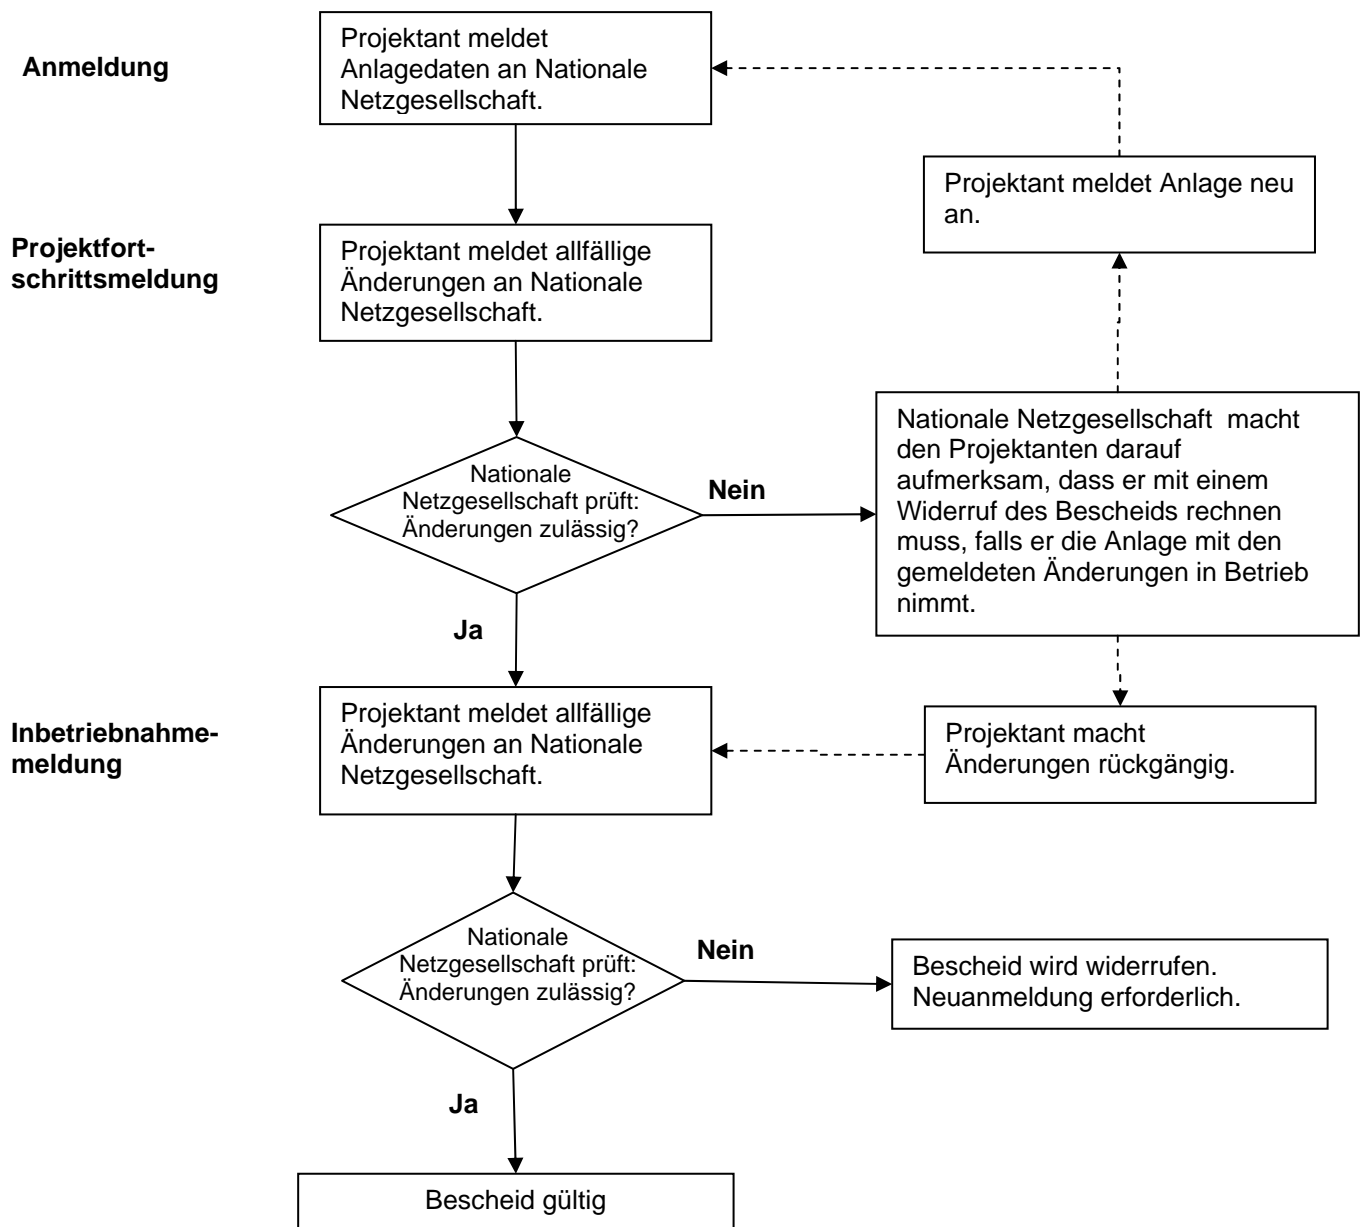 Anmeldung
Projektant meldet
Anlagedaten an Nationale
Netzgesellschaft.
Projektant meldet Anlage neu
an.
Projektfort-
schrittsmeldung
Projektant meldet allfällige
Änderungen an Nationale
Netzgesellschaft.
Nationale
Netzgesellschaft prüft:
Änderungen zulässig?
Nein
Nationale Netzgesellschaft macht
den Projektanten darauf
aufmerksam, dass er mit einem
Widerruf des Bescheids rechnen
muss, falls er die Anlage mit den
gemeldeten Änderungen in Betrieb
nimmt.
Ja
Inbetriebnahme-
meldung
Projektant meldet allfällige
Änderungen an Nationale
Netzgesellschaft.
Projektant macht
Änderungen rückgängig.
Nationale
Netzgesellschaft prüft:
Änderungen zulässig?
Nein
Bescheid wird widerrufen.
Neuanmeldung erforderlich.
Ja
Bescheid gültig